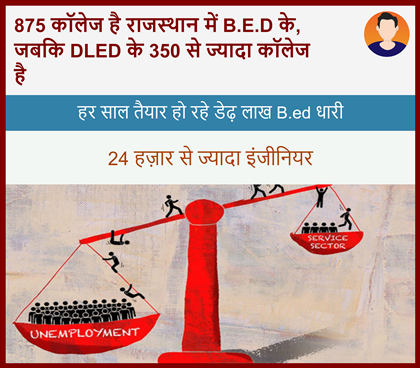 875 कॉलेज है राजस्थान में B.E.D के,
जबकि DLED के 350 से ज्यादा कॉलेज
है
हर साल तैयार हो रहे डेढ़ लाख B.ed धारी
24 हज़ार से ज्यादा इंजीनियर
SERVICE
SECTOR
UNEMPLOYMENT